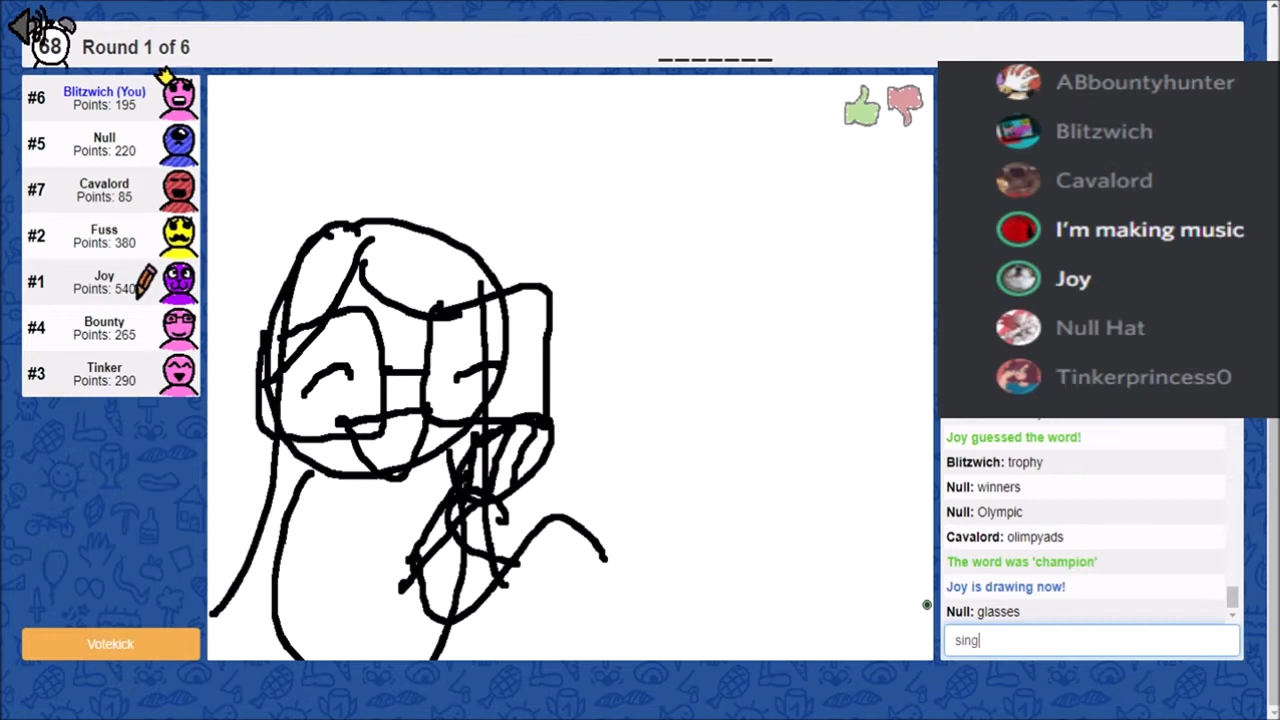 68
Round 1 of 6
_ _ _ _ _ _ _
#6
Blitzwich (You)
Points: 195
#5
Null
Points: 220
#7
Cavalord
Points: 85
#2
Fuss
Points: 380
#1
Joy
Points: 540
#4
Bounty
Points: 265
#3
Tinker
Points: 290
Votekick
ABbountyhunter
Blitzwich
Cavalord
I'm making music
Joy
Null Hat
Tinkerprincess0
Joy guessed the word!
Blitzwich: trophy
Null: winners
Null: Olympic
Cavalord: olimpyads
The word was 'champion'
Joy is drawing now!
Null: glasses
sing